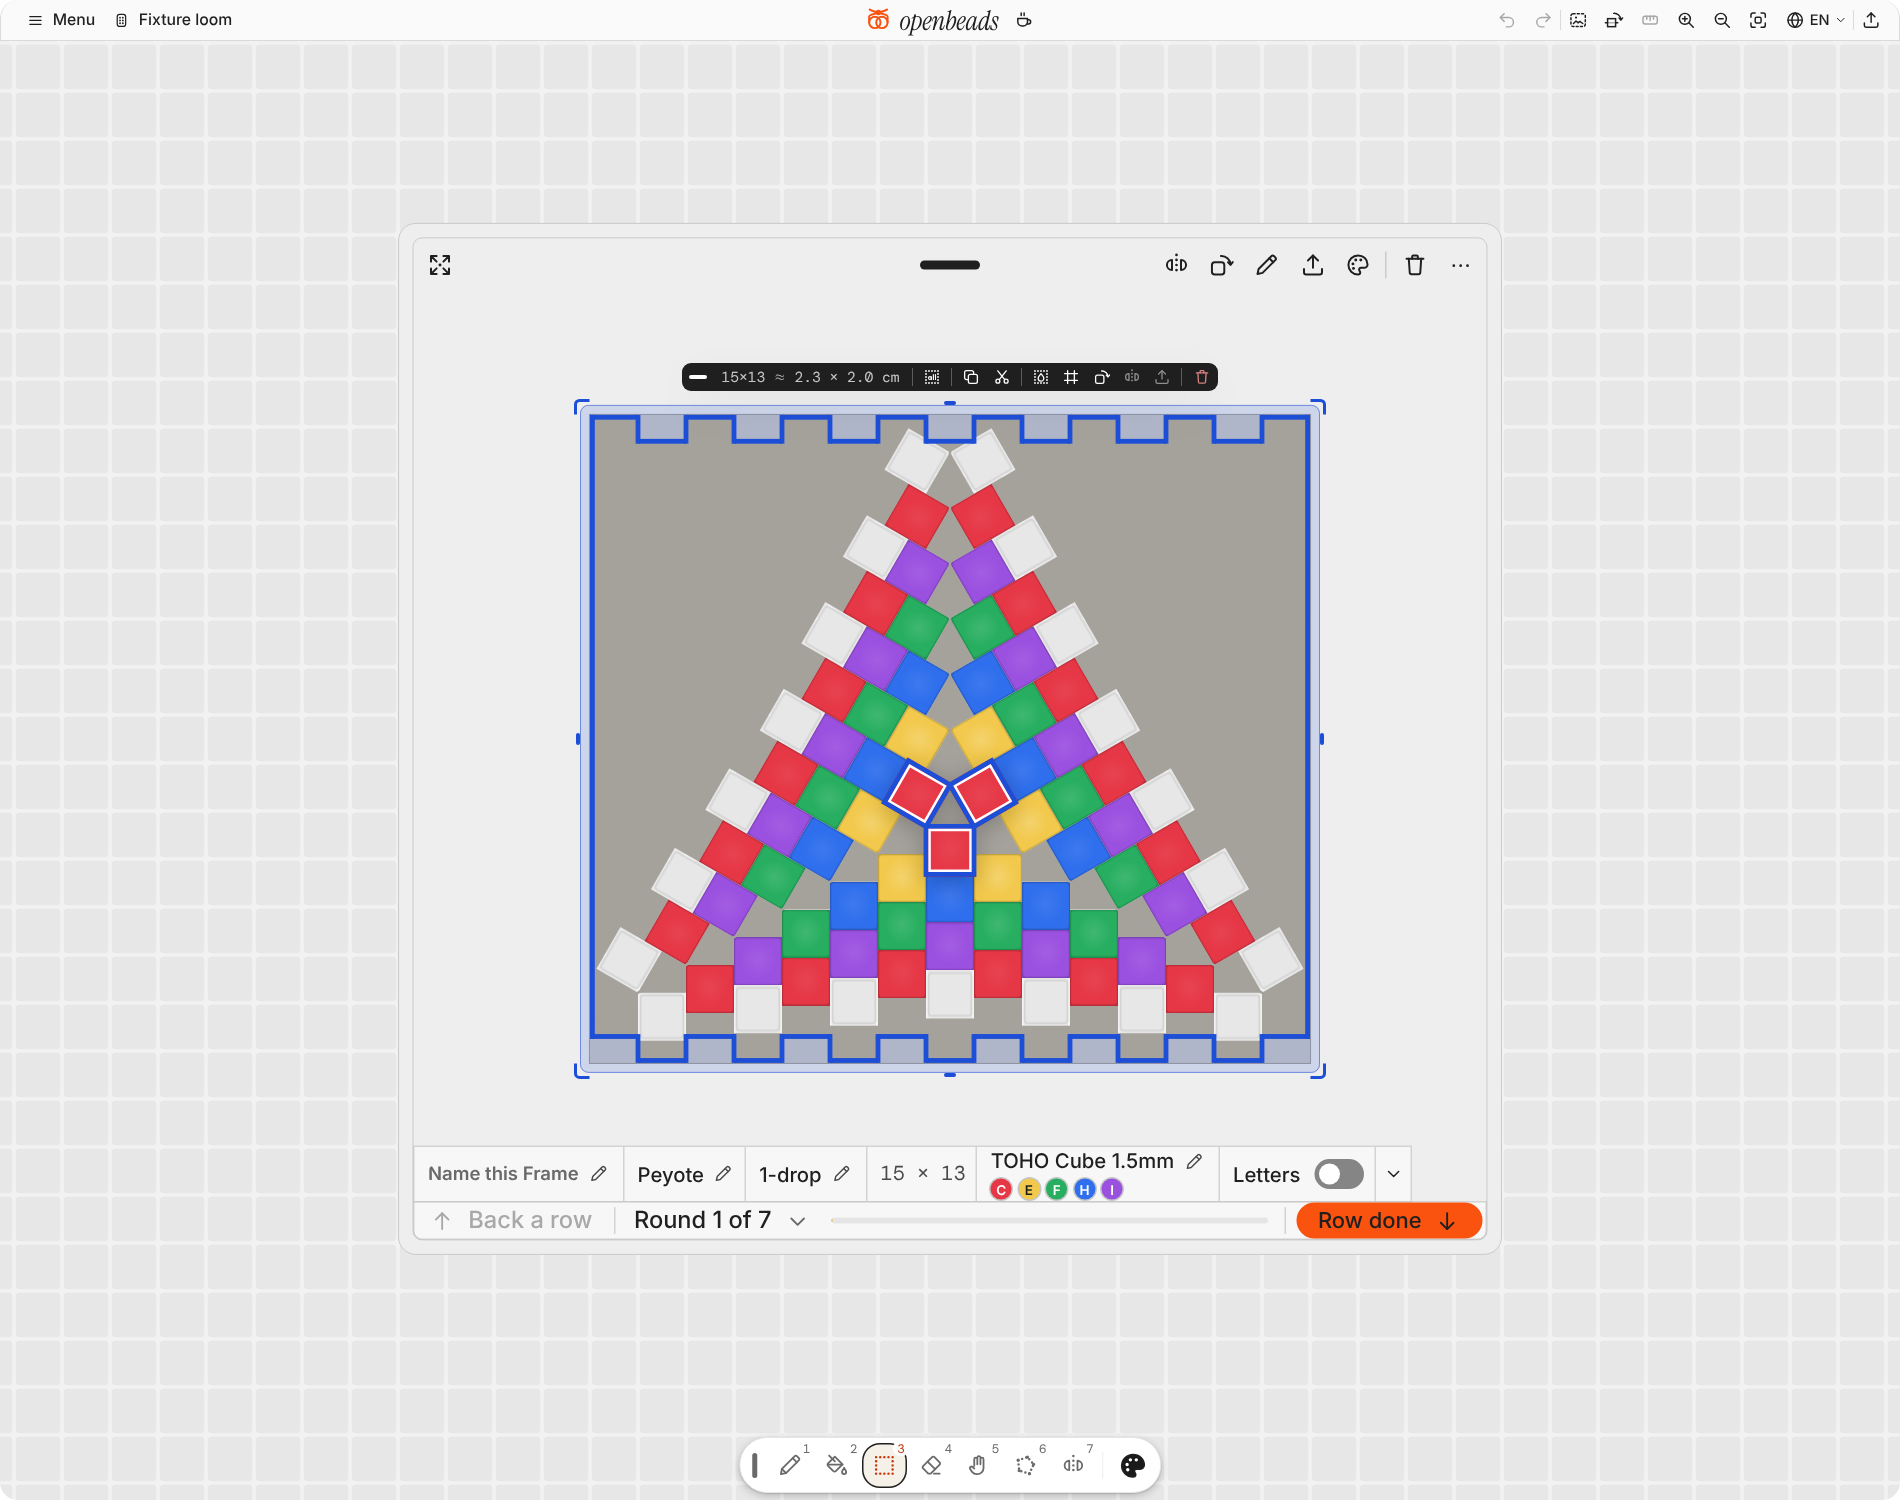 Menu
Fixture loom
openbeads
EN
15×13 ≈ 2.3 × 2.0 cm
Name this Frame
Peyote
1-drop
15 × 13
TOHO Cube 1.5mm
C E F H I
Letters
Back a row
Round 1 of 7
Row done
1 2 3 4 5 6 7